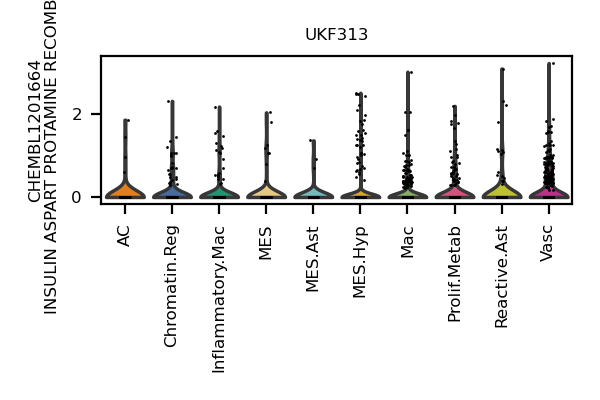 UKF313
CHEMBL1201664
INSULIN ASPART PROTAMINE RECOMB
2
0
AC
Chromatin.Reg
Inflammatory.Mac
MES
MES.Ast
MES.Hyp
Mac
Prolif.Metab
Reactive.Ast
Vasc